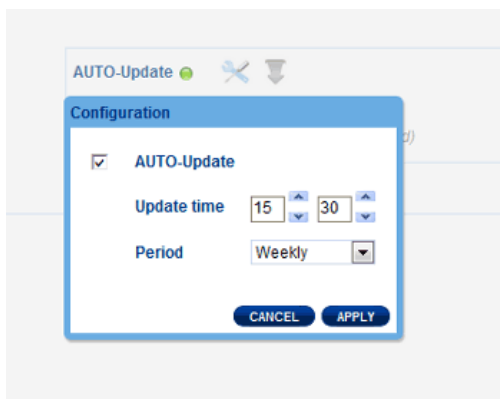 AUTO-Update
Configuration
d)
AUTO-Update
Update time 15 30
Period Weekly
CANCEL APPLY